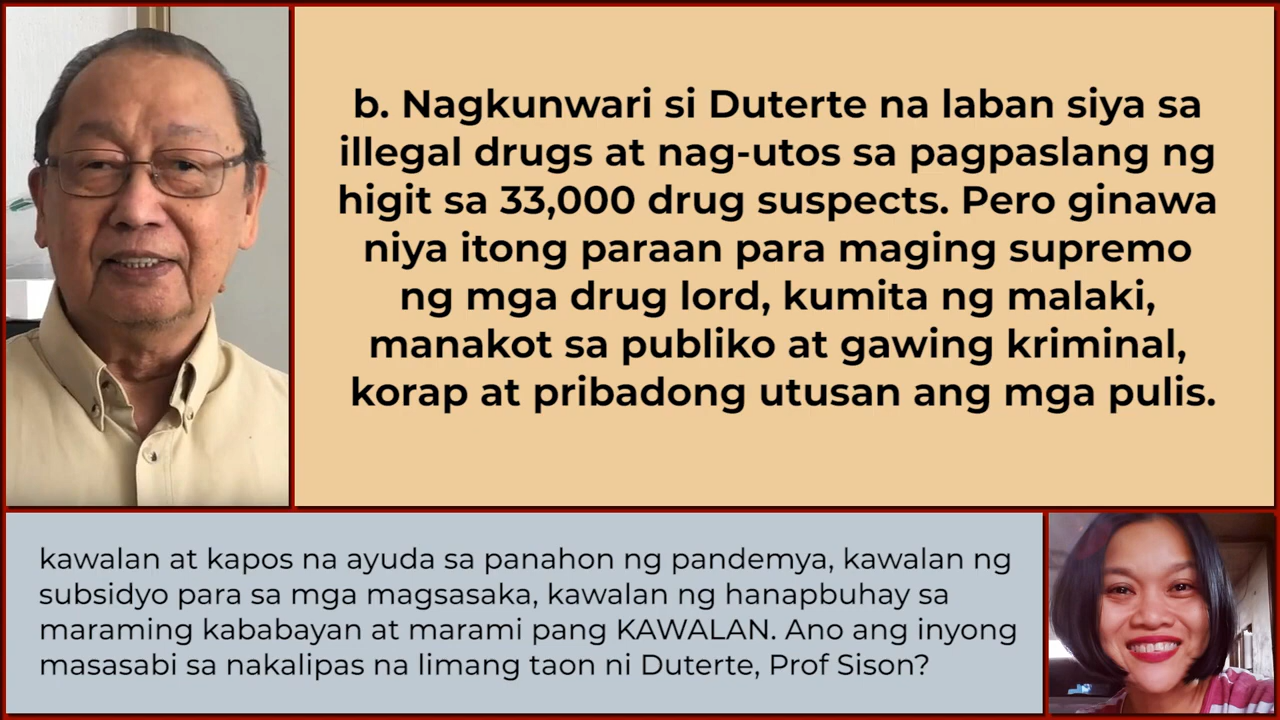 b. Nagkunwari si Duterte na laban siya sa
illegal drugs at nag-utos sa pagpaslang ng
higit sa 33,000 drug suspects. Pero ginawa
niya itong paraan para maging supremo
ng mga drug lord, kumita ng malaki,
manakot sa publiko at gawing kriminal,
korap at pribadong utusan ang mga pulis.
kawalan at kapos na ayuda sa panahon ng pandemya, kawalan ng
subsidyo para sa mga magsasaka, kawalan ng hanapbuhay sa
maraming kababayan at marami pang KAWALAN. Ano ang inyong
masasabi sa nakalipas na limang taon ni Duterte, Prof Sison?